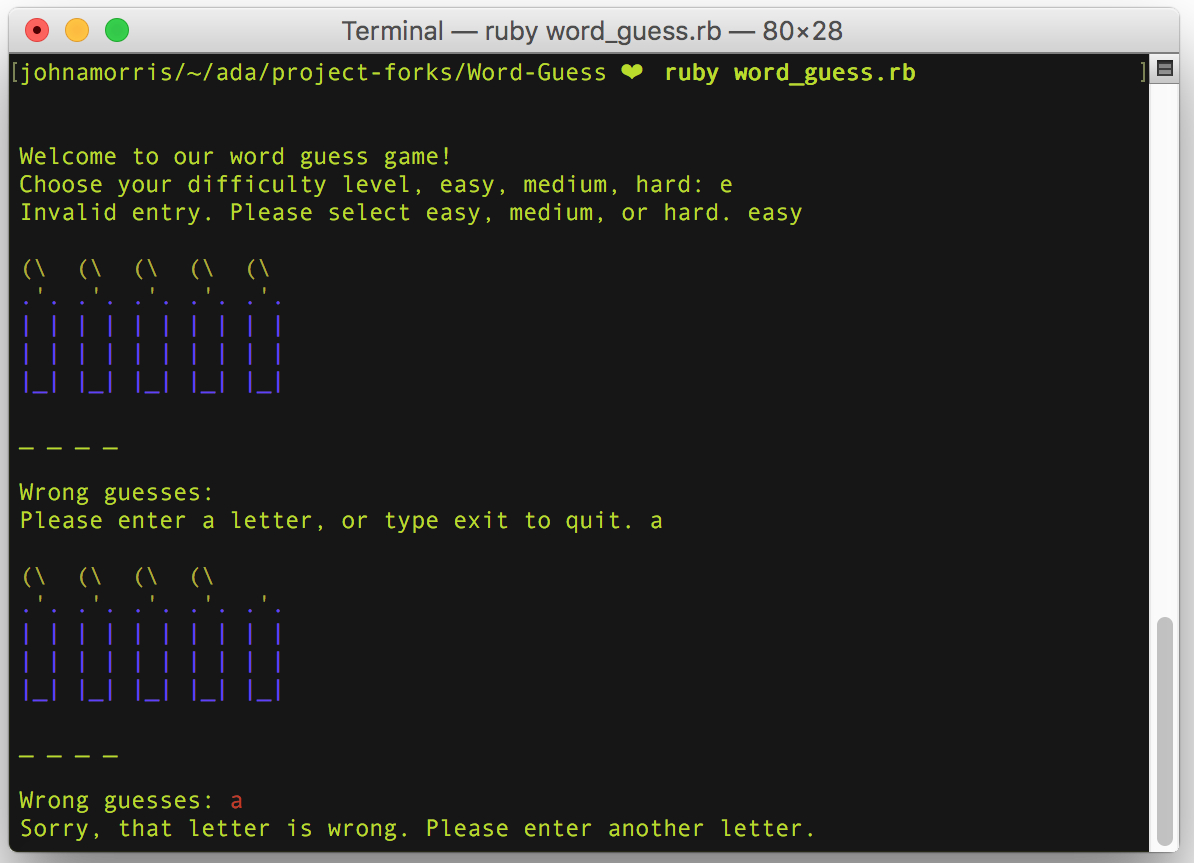 Terminal — ruby word_guess.rb — 80×28
[johnamorris/~/ada/project-forks/Word-Guess ❤ ruby word_guess.rb ]
Welcome to our word guess game!
Choose your difficulty level, easy, medium, hard: e
Invalid entry. Please select easy, medium, or hard. easy
(\  (\  (\  (\  (\
.'. .'. .'. .'. .'.
| | | | | | | | | |
| | | | | | | | | |
|_| |_| |_| |_| |_|
_ _ _ _
Wrong guesses:
Please enter a letter, or type exit to quit. a
(\  (\  (\  (\
.'. .'. .'. .'. .'.
| | | | | | | | | |
| | | | | | | | | |
|_| |_| |_| |_| |_|
_ _ _ _
Wrong guesses: a
Sorry, that letter is wrong. Please enter another letter.